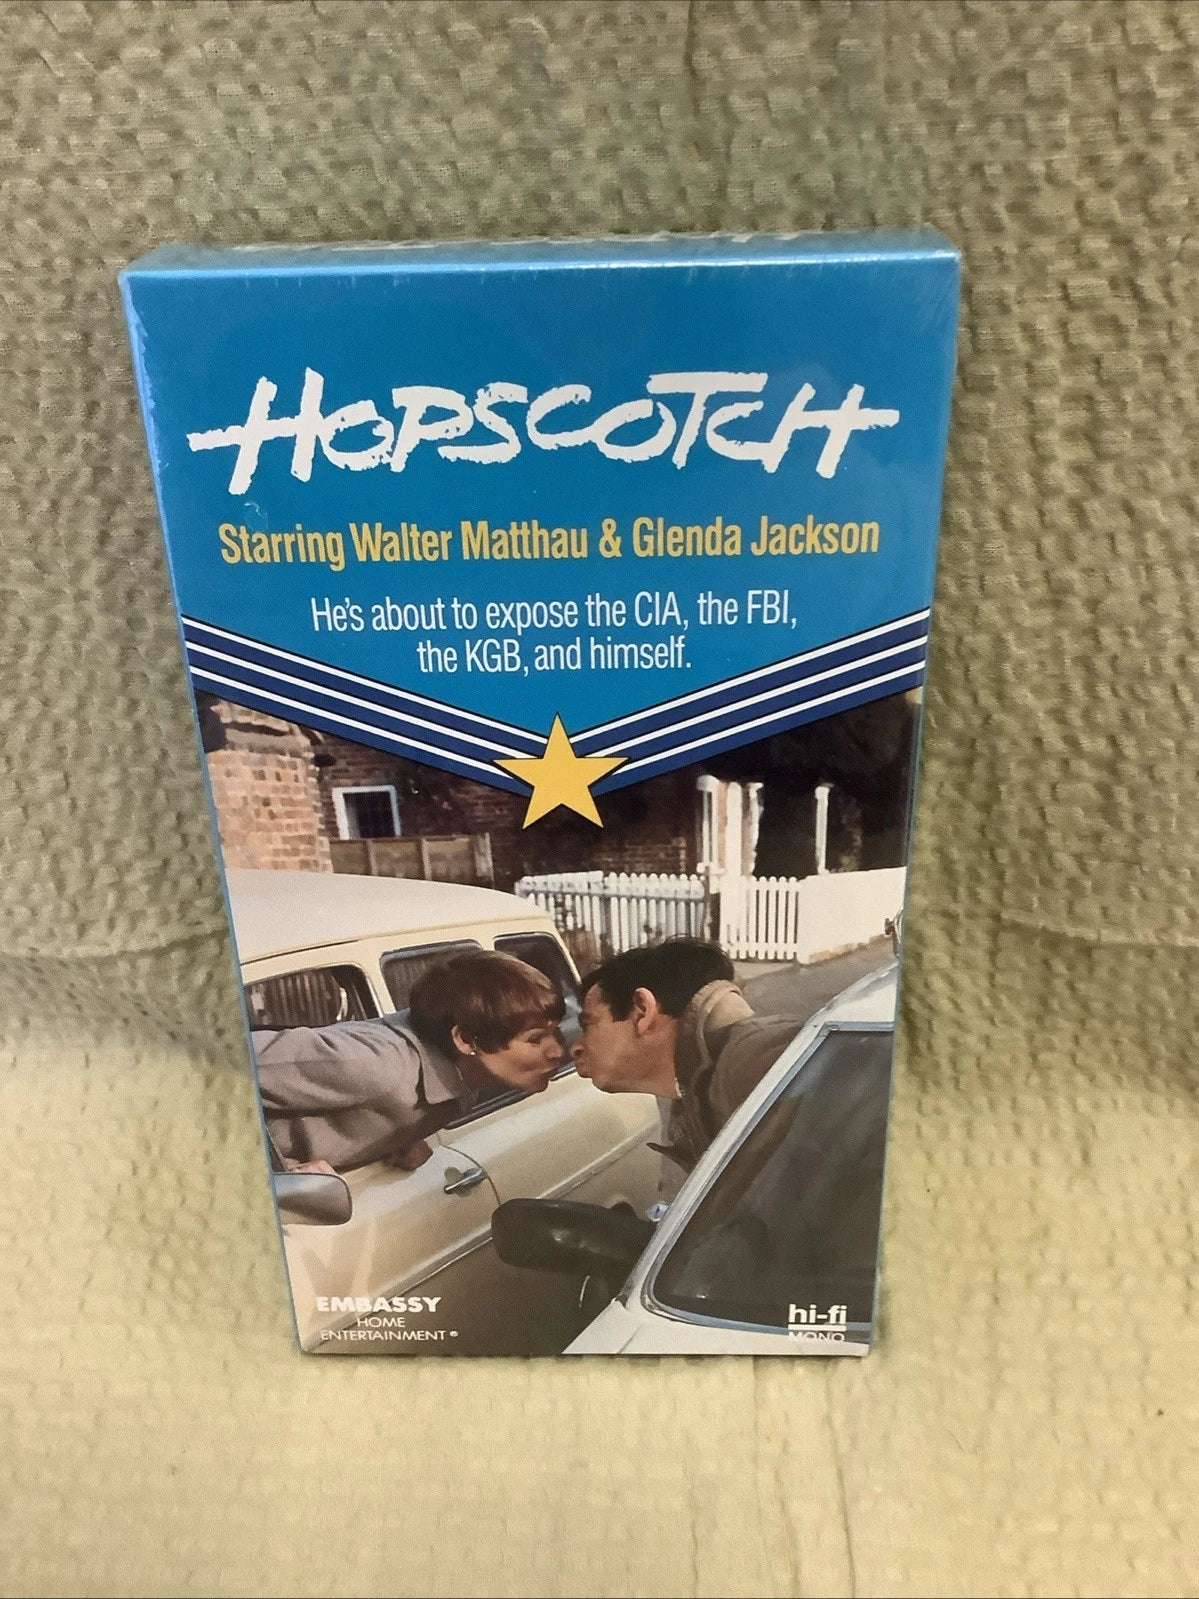 HOPSCOTCH
Starring Walter Matthau & Glenda Jackson
He's about to expose the CIA, the FBI,
the KGB, and himself.
EMBASSY
HOME
ENTERTAINMENT®
hi-fi
MONO